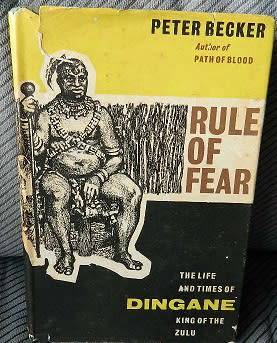 PETER BECKER
Author of
PATH OF BLOOD
RULE
OF
FEAR
THE LIFE
AND TIMES OF
DINGANE
KING OF THE
ZULU